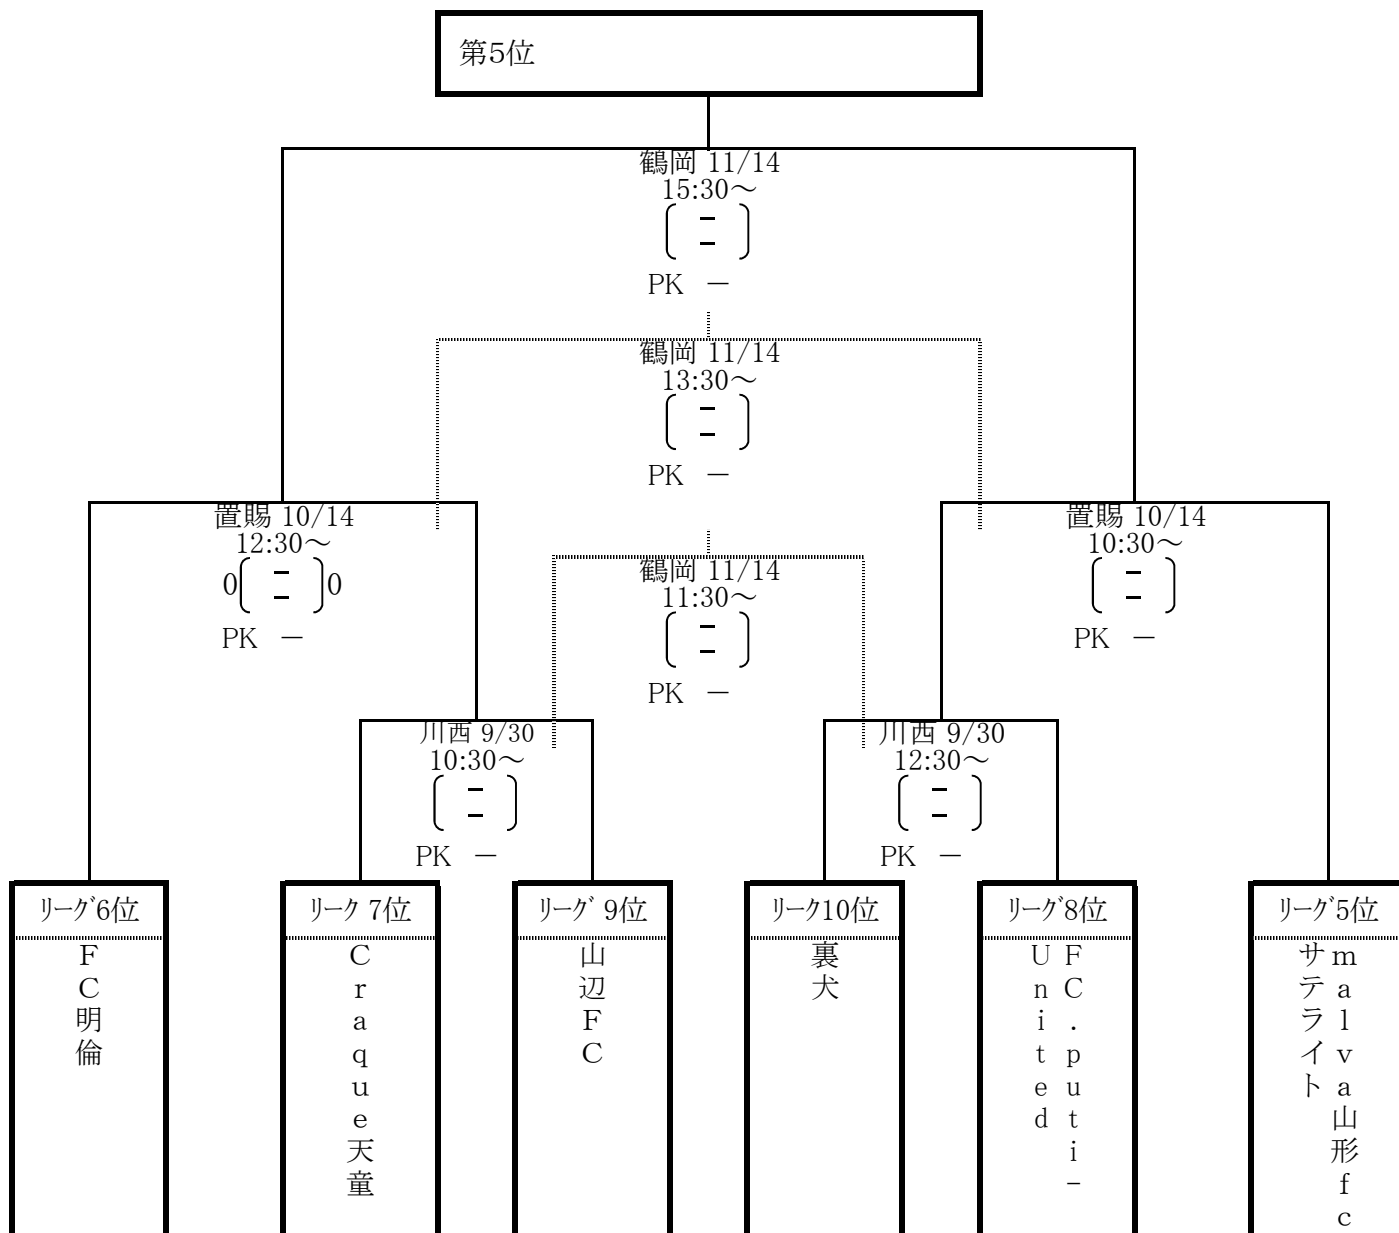 第5位
鶴岡 11/14
15:30～
－
－
PK －
鶴岡 11/14
13:30～
－
－
PK －
置賜 10/14
12:30～
0 － 0
－
PK －
置賜 10/14
10:30～
－
－
PK －
鶴岡 11/14
11:30～
－
－
PK －
川西 9/30
10:30～
－
－
PK －
川西 9/30
12:30～
－
－
PK －
ﾘｰｸﾞ6位
ＦＣ明倫
ﾘｰｸ 7位
Ｃｒａｑｕｅ天童
ﾘｰｸﾞ 9位
山辺ＦＣ
ﾘｰｸ10位
裏犬
ﾘｰｸﾞ8位
ＦＣ．ｐｕｔｉ－
Ｕｎｉｔｅｄ
ﾘｰｸﾞ5位
ｍａｌｖａ山形ｆｃ
サテライト